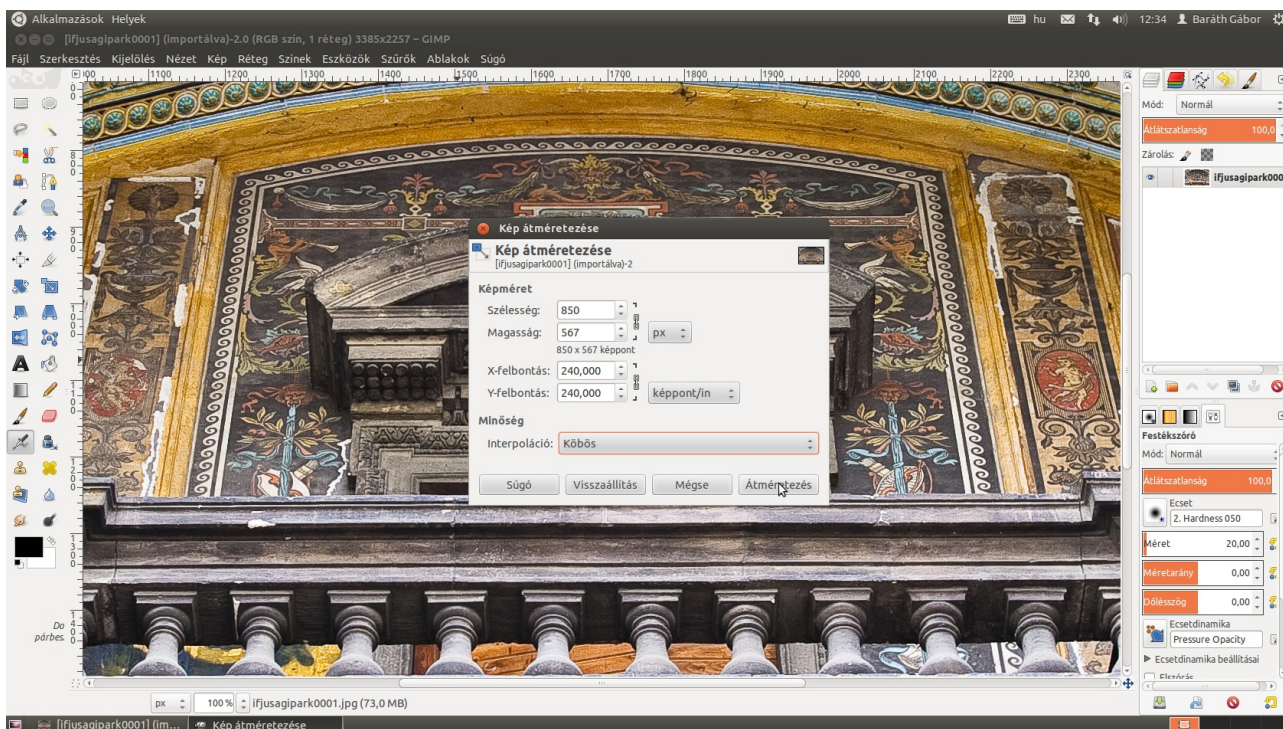 Alkalmazások Helyek hu 12:34 Baráth Gábor
[ifjusagipark0001] (importálva)-2.0 (RGB szín, 1 réteg) 3385x2257 – GIMP
Fájl Szerkesztés Kijelölés Nézet Kép Réteg Színek Eszközök Szűrők Ablakok Súgó
1100 1200 1300 1400 1500 1600 1700 1800 1900 2000 2100 2200 2300
Mód: Normál
Átlátszatlanság 100,0
Zárolás:
ifjusagipark000
Kép átméretezése
Kép átméretezése
[ifjusagipark0001] (importálva)-2
Képméret
Szélesség: 850
Magasság: 567 px
850 x 567 képpont
X-felbontás: 240,000
Y-felbontás: 240,000 képpont/in
Minőség
Interpoláció: Köbös
Súgó Visszaállítás Mégse Átméretezés
Festékszóró
Mód: Normál
Átlátszatlanság 100,0
Ecset
2. Hardness 050
Méret 20,00
Méretarány 0,00
Dőlésszög 0,00
Ecsetdinamika
Pressure Opacity
Ecsetdinamika beállításai
Elszórás
Do
párbes.
px 100 % ifjusagipark0001.jpg (73,0 MB)
[ifjusagipark0001] (im... Kép átméretezése